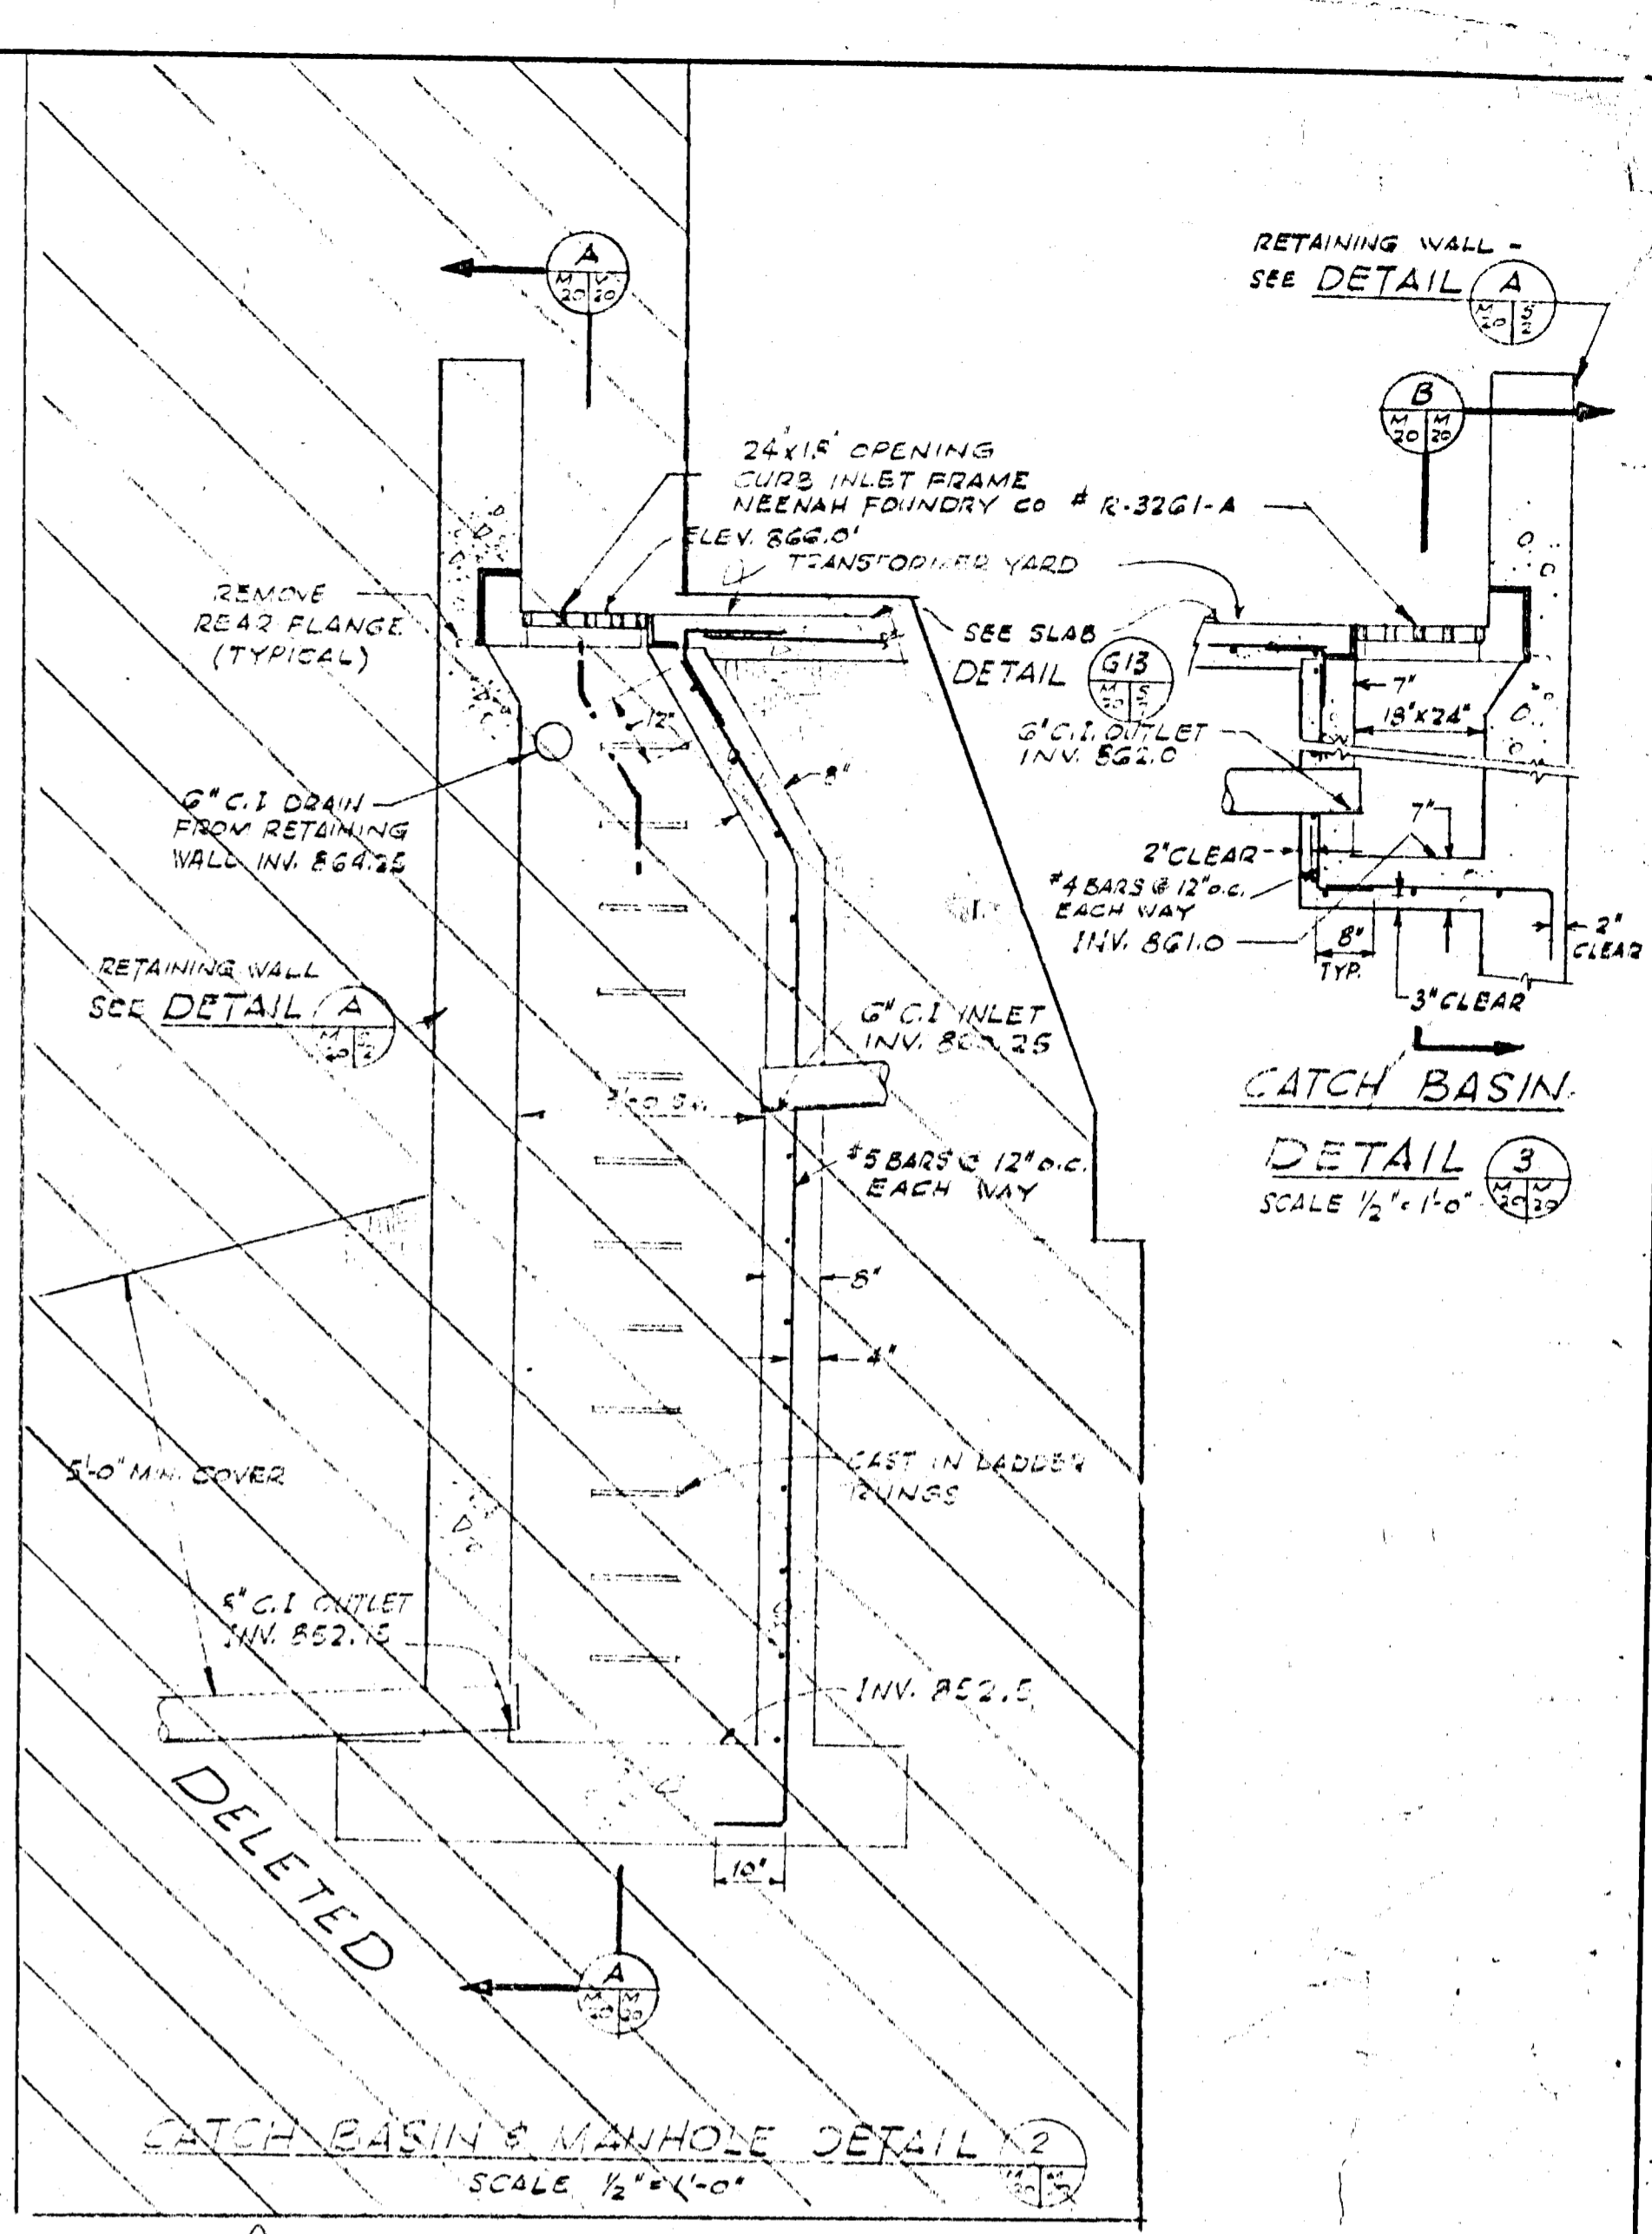 A
M 20
20
RETAINING WALL -
SEE DETAIL A
M 20 S 2
B
M 20 M 20
24"x18" OPENING
CURB INLET FRAME
NEENAH FOUNDRY CO # R-3261-A
ELEV. 866.0'
TRANSFORMER YARD
REMOVE
REAR FLANGE
(TYPICAL)
SEE SLAB
DETAIL G13
M 20 S
7"
18"X24"
6" C.I. OUTLET
INV. 862.0
12"
8"
6" C.I DRAIN
FROM RETAINING
WALL INV. 864.25
7"
2" CLEAR
#4 BARS @ 12" o.c.
EACH WAY
INV. 861.0
8"
TYP.
2"
CLEAR
3" CLEAR
RETAINING WALL
SEE DETAIL A
M 20 S 2
6" C.I INLET
INV.
CATCH BASIN
DETAIL 3
M 20 M 20
SCALE 1/2" = 1'-0"
#5 BARS @ 12" o.c.
EACH WAY
8"
4"
5'-0" MIN. COVER
CAST IN LADDER
RUNGS
8" C.I OUTLET
INV.
INV. 852.5
DELETED
10"
A
M 20 M 20
CATCH BASIN & MANHOLE DETAIL 2
SCALE 1/2" = 1'-0"